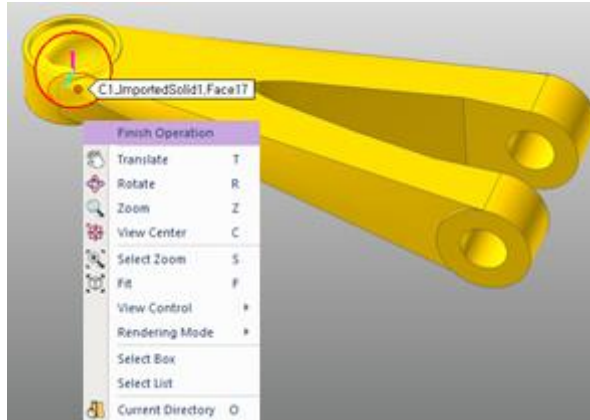 C1.ImportedSolid1.Face17
Finish Operation
Translate T
Rotate R
Zoom Z
View Center C
Select Zoom S
Fit F
View Control
Rendering Mode
Select Box
Select List
Current Directory O